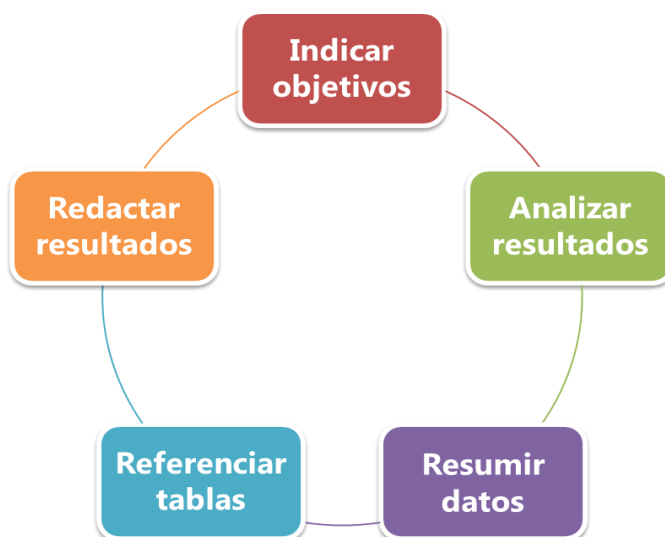 Indicar
objetivos
Analizar
resultados
Resumir
datos
Referenciar
tablas
Redactar
resultados